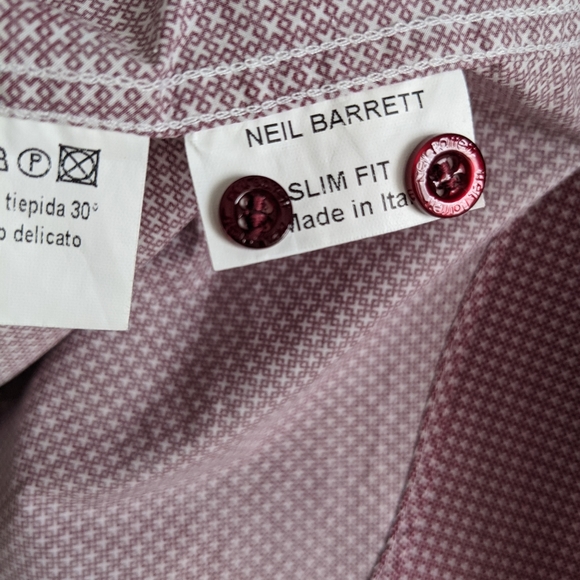 NEIL BARRETT
SLIM FIT
Made in Ita
P
tiepida 30°
o delicato